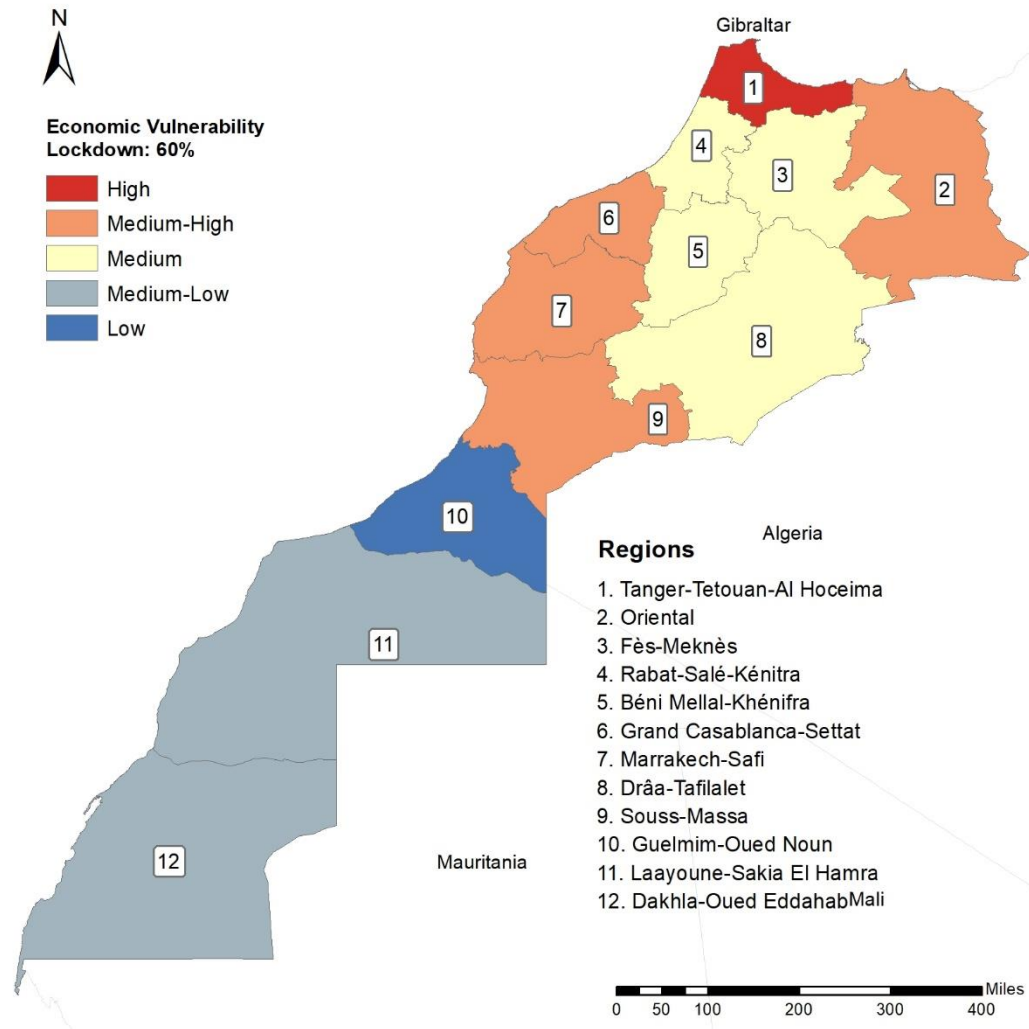 N
Gibraltar
Economic Vulnerability
Lockdown: 60%
High
Medium-High
Medium
Medium-Low
Low
1
2
3
4
5
6
7
8
9
10
11
12
Algeria
Mauritania
Regions
1. Tanger-Tetouan-Al Hoceima
2. Oriental
3. Fès-Meknès
4. Rabat-Salé-Kénitra
5. Béni Mellal-Khénifra
6. Grand Casablanca-Settat
7. Marrakech-Safi
8. Drâa-Tafilalet
9. Souss-Massa
10. Guelmim-Oued Noun
11. Laayoune-Sakia El Hamra
12. Dakhla-Oued Eddahab
Mali
Miles
0 50 100 200 300 400